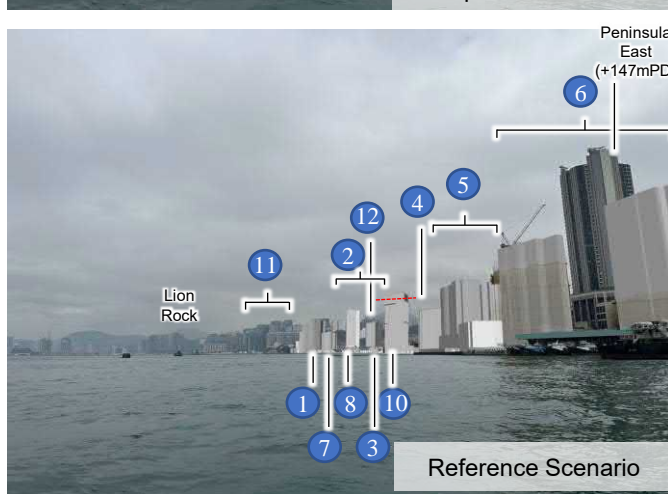 Peninsula
East
(+147mPD
6
5
12
4
2
11
Lion
Rock
1
8
10
7
3
Reference Scenario